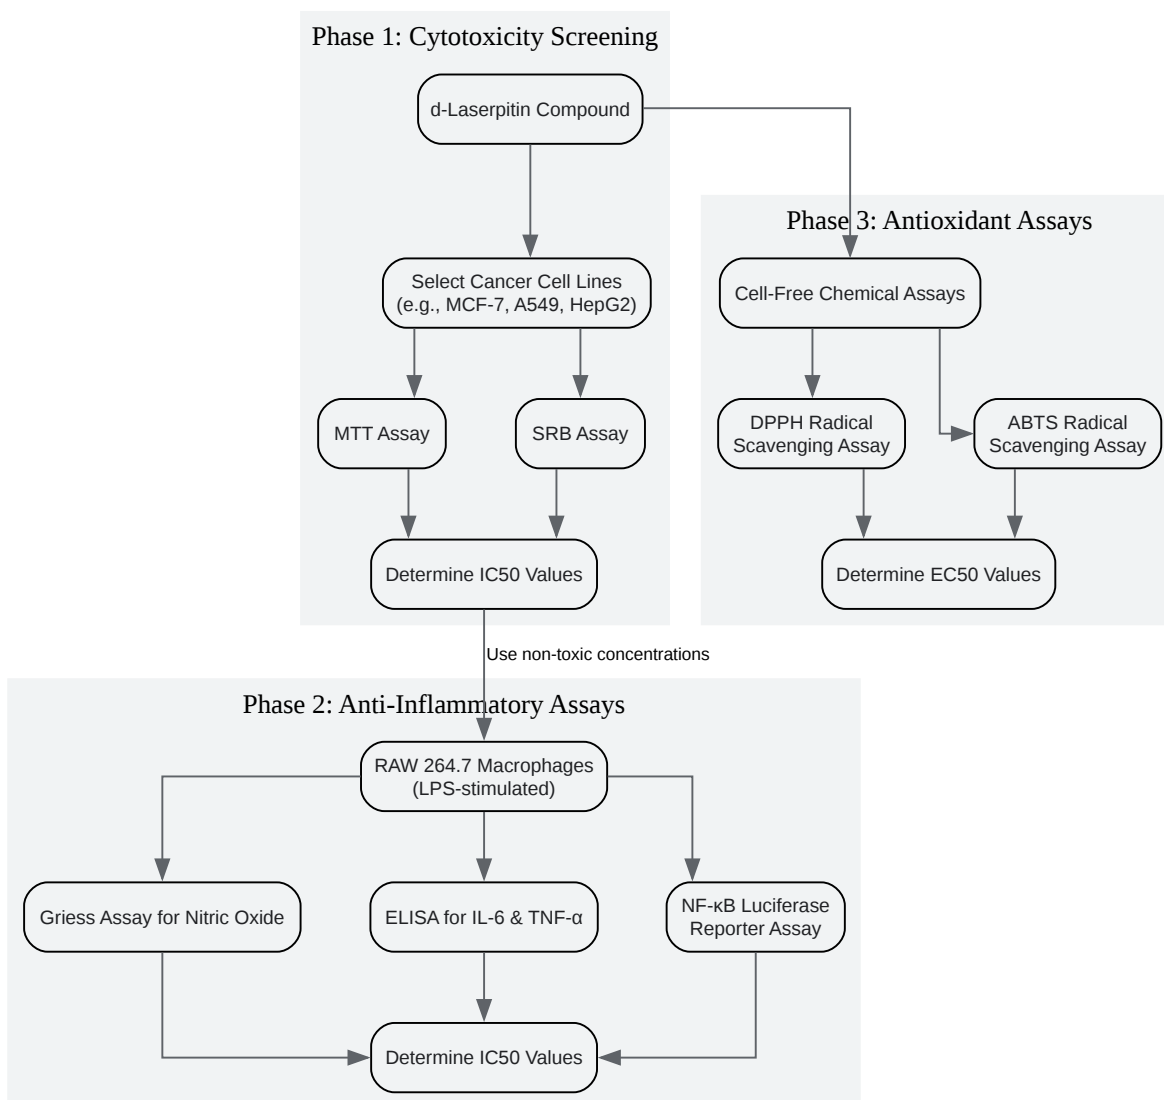 Phase 1: Cytotoxicity Screening
d-Laserpitin Compound
Select Cancer Cell Lines
(e.g., MCF-7, A549, HepG2)
MTT Assay
SRB Assay
Determine IC50 Values
Phase 3: Antioxidant Assays
Cell-Free Chemical Assays
DPPH Radical
Scavenging Assay
ABTS Radical
Scavenging Assay
Determine EC50 Values
Use non-toxic concentrations
Phase 2: Anti-Inflammatory Assays
RAW 264.7 Macrophages
(LPS-stimulated)
Griess Assay for Nitric Oxide
ELISA for IL-6 & TNF-α
NF-κB Luciferase
Reporter Assay
Determine IC50 Values